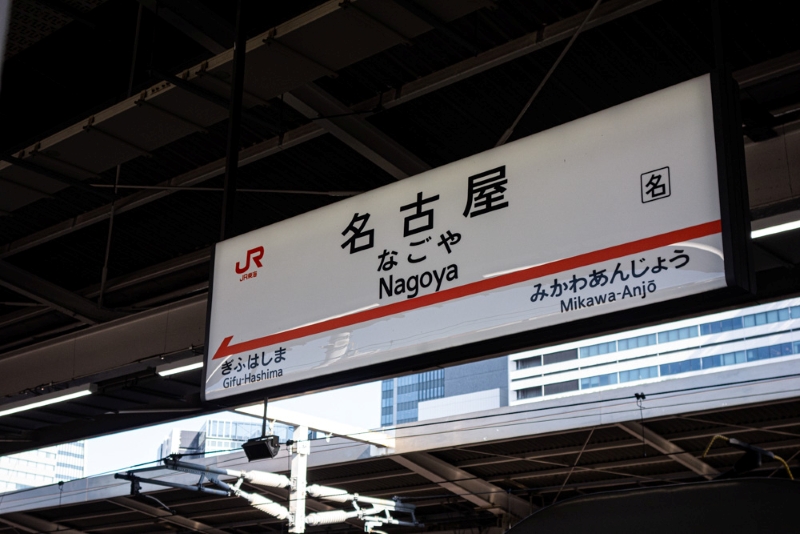 名古屋
名
なごや
JR
JR東海
Nagoya
みかわあんじょう
Mikawa-Anjō
ぎふはしま
Gifu-Hashima